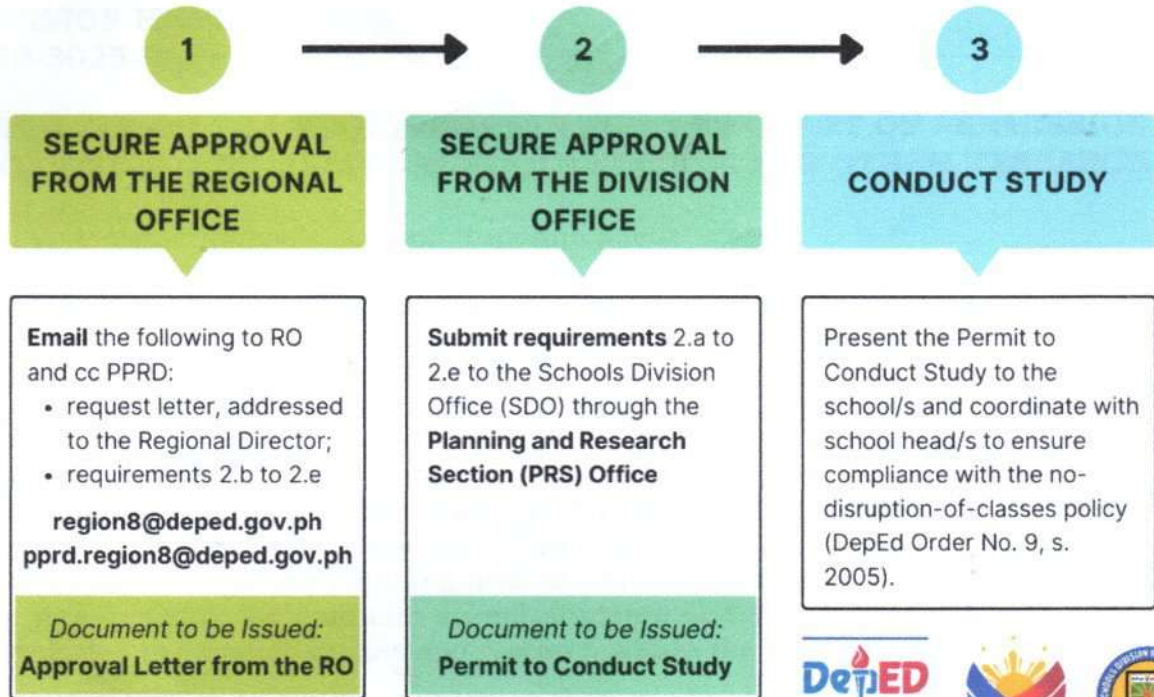 1
2
3
SECURE APPROVAL
FROM THE REGIONAL
OFFICE
SECURE APPROVAL
FROM THE DIVISION
OFFICE
CONDUCT STUDY
Email the following to RO
and cc PPRD:
• request letter, addressed
to the Regional Director;
• requirements 2.b to 2.e
region8@deped.gov.ph
pprd.region8@deped.gov.ph
Document to be Issued:
Approval Letter from the RO
Submit requirements 2.a to
2.e to the Schools Division
Office (SDO) through the
Planning and Research
Section (PRS) Office
Document to be Issued:
Permit to Conduct Study
Present the Permit to
Conduct Study to the
school/s and coordinate with
school head/s to ensure
compliance with the no-
disruption-of-classes policy
(DepEd Order No. 9, s.
2005).
DepED
SCHOOLS DIVISION